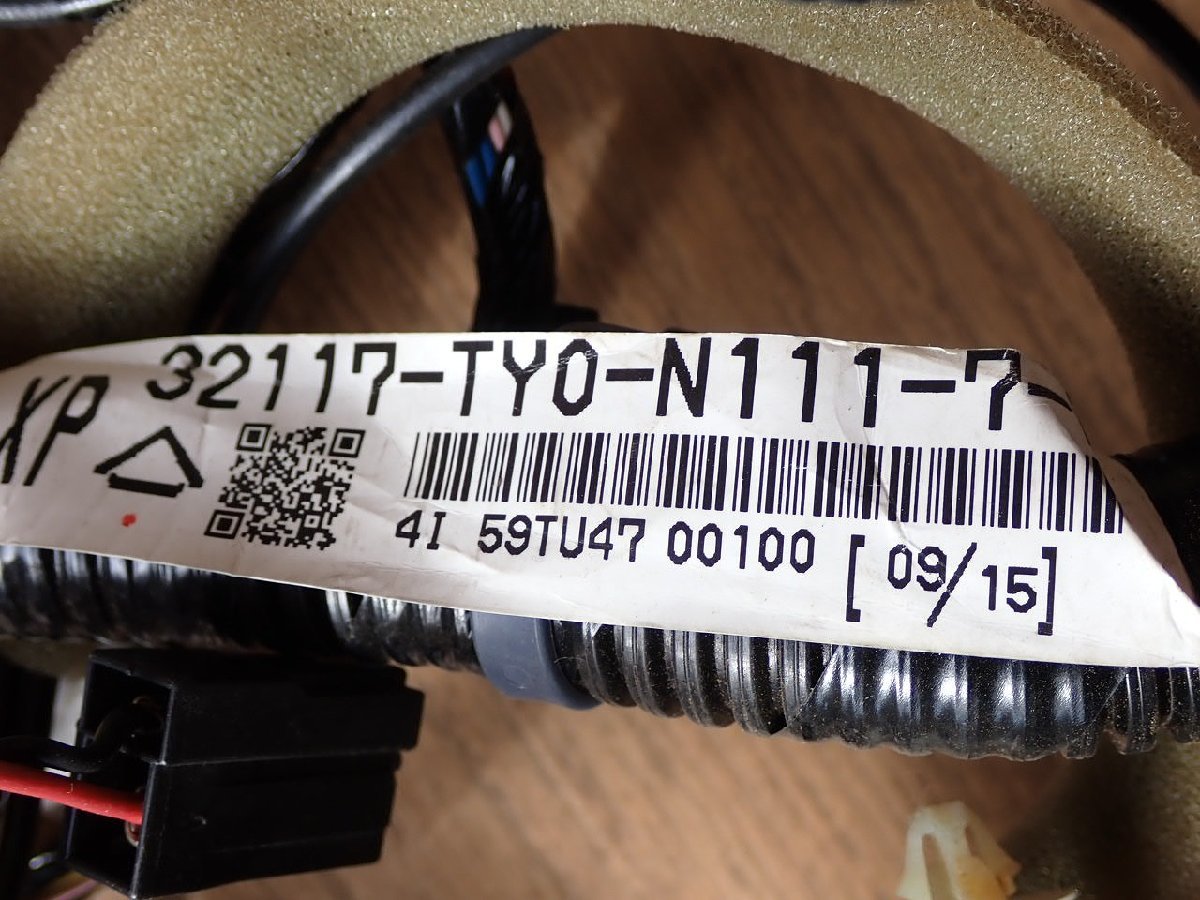 XP 32117-TY0-N111-7-
4I 59TU47 00100 [ 09/15]